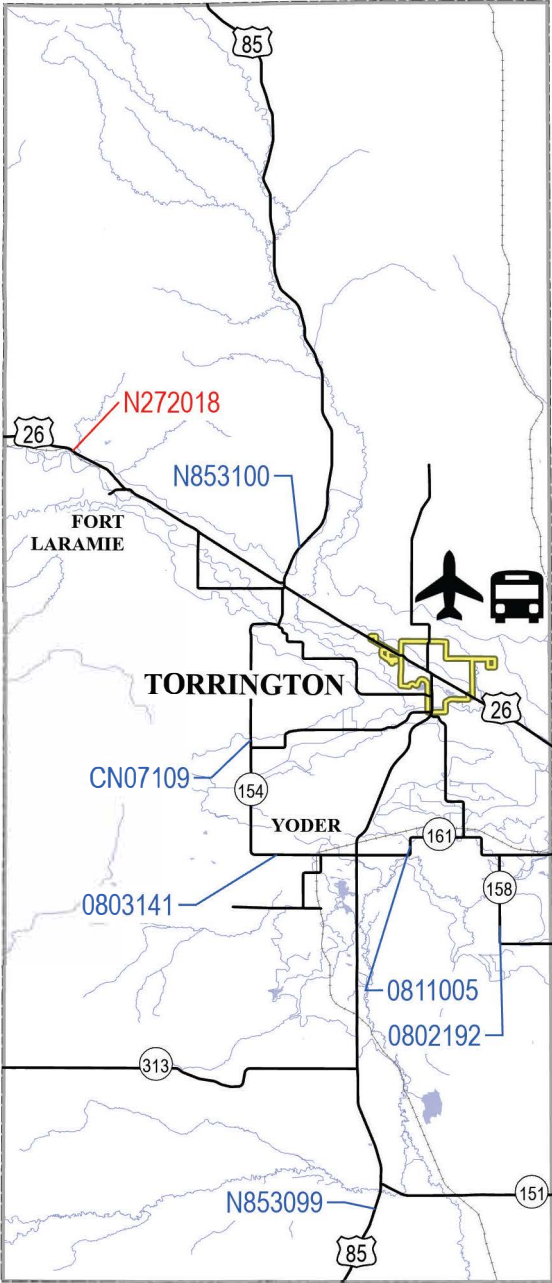 85
N272018
26
N853100
FORT
LARAMIE
TORRINGTON
26
CN07109
154
YODER
161
158
0803141
0811005
0802192
313
151
N853099
85